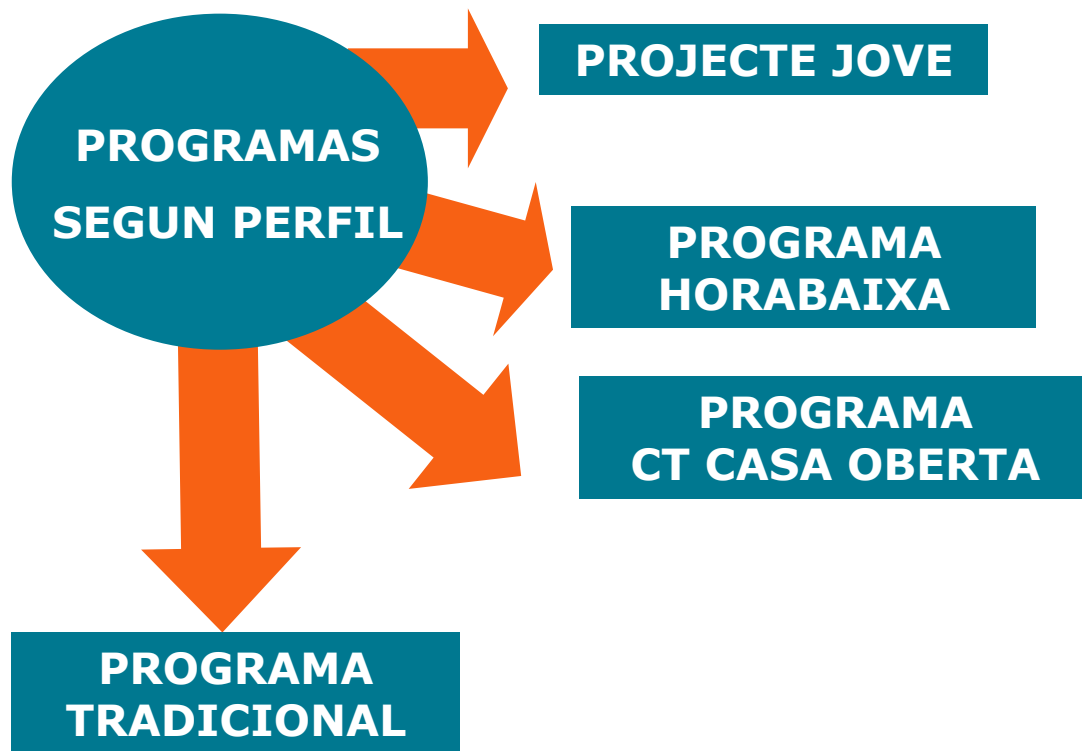 PROGRAMAS
SEGUN PERFIL
PROJECTE JOVE
PROGRAMA
HORABAIXA
PROGRAMA
CT CASA OBERTA
PROGRAMA
TRADICIONAL